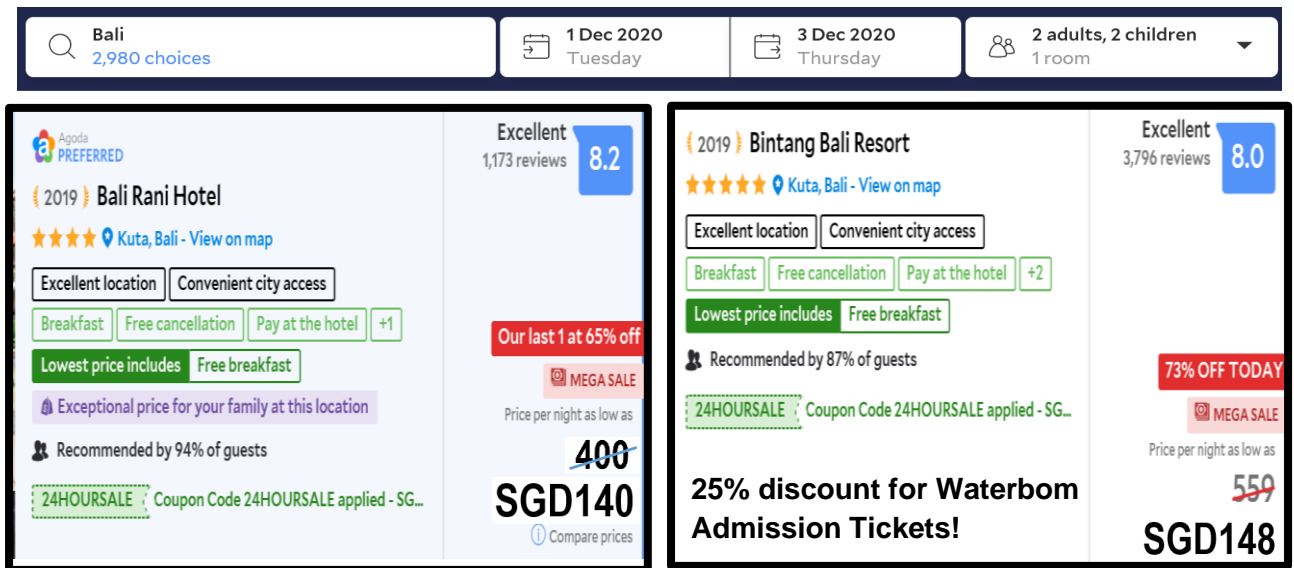 Bali
2,980 choices
1 Dec 2020
Tuesday
3 Dec 2020
Thursday
2 adults, 2 children
1 room
Agoda
PREFERRED
2019 Bali Rani Hotel
Kuta, Bali - View on map
Excellent location Convenient city access
Breakfast Free cancellation Pay at the hotel +1
Lowest price includes Free breakfast
Exceptional price for your family at this location
Recommended by 94% of guests
24HOURSALE Coupon Code 24HOURSALE applied - SG...
Excellent
1,173 reviews
8.2
Our last 1 at 65% off
MEGA SALE
Price per night as low as
400
SGD140
Compare prices
2019 Bintang Bali Resort
Kuta, Bali - View on map
Excellent location Convenient city access
Breakfast Free cancellation Pay at the hotel +2
Lowest price includes Free breakfast
Recommended by 87% of guests
24HOURSALE Coupon Code 24HOURSALE applied - SG...
25% discount for Waterbom
Admission Tickets!
Excellent
3,796 reviews
8.0
73% OFF TODAY
MEGA SALE
Price per night as low as
559
SGD148